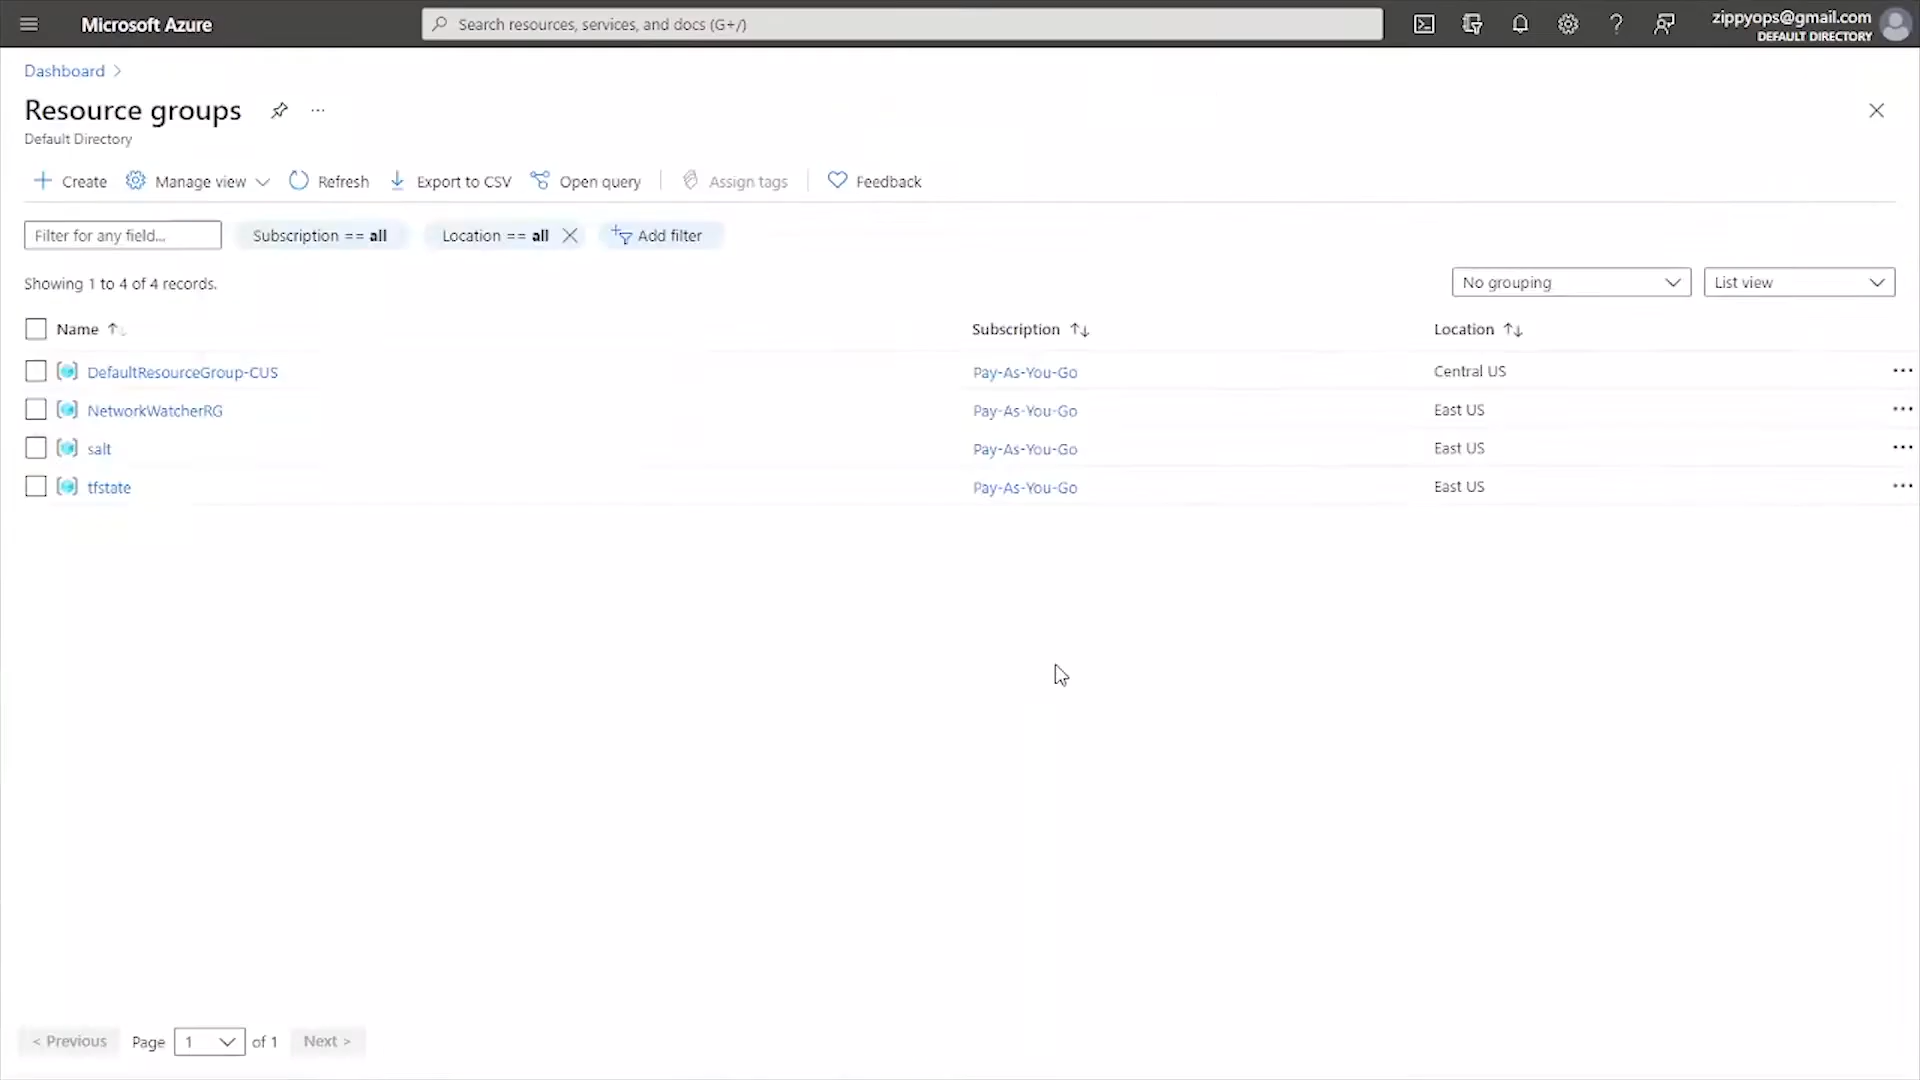 Microsoft Azure
Search resources, services, and docs (G+/)
zippyops@gmail.com
DEFAULT DIRECTORY
Dashboard
Resource groups
Default Directory
Create Manage view Refresh Export to CSV Open query Assign tags Feedback
Filter for any field... Subscription == all Location == all Add filter
Showing 1 to 4 of 4 records.
No grouping List view
Name Subscription Location
DefaultResourceGroup-CUS Pay-As-You-Go Central US
NetworkWatcherRG Pay-As-You-Go East US
salt Pay-As-You-Go East US
tfstate Pay-As-You-Go East US
< Previous Page 1 of 1 Next >